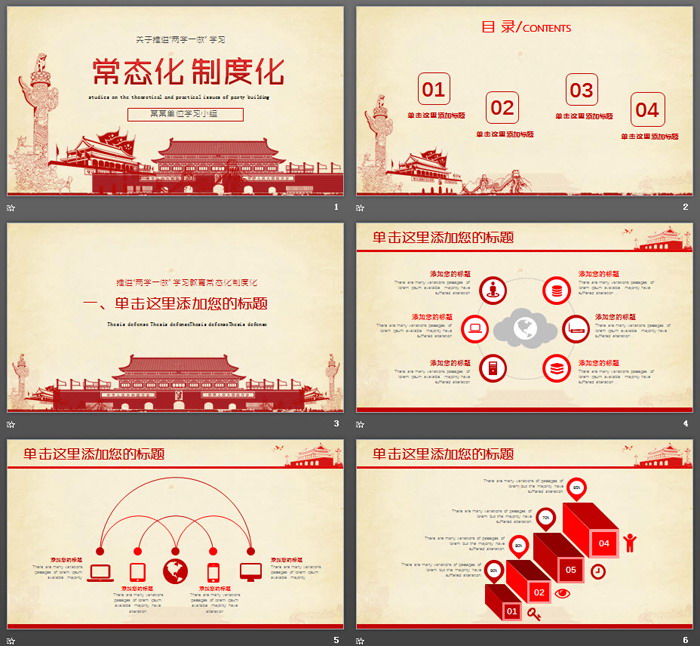 关于推进"两学一做"学习
常态化 制度化
studies on the theoretical and practical issues of party building
某某单位学习小组
1
目 录/CONTENTS
01
单击这里添加标题
02
单击这里添加标题
03
单击这里添加标题
04
单击这里添加标题
2
推进"两学一做"学习教育常态化制度化
一、单击这里添加您的标题
Thesis defense Thesis defenseThesis defenseThesis defense
3
单击这里添加您的标题
添加您的标题
There are many variations passages of
lorem ipsum available majority have
suffered alteration
添加您的标题
There are many variations passages of
lorem ipsum available majority have
suffered alteration
添加您的标题
There are many variations passages of
lorem ipsum available majority have
suffered alteration
添加您的标题
There are many variations passages of
lorem ipsum available majority have
suffered alteration
添加您的标题
There are many variations passages of
lorem ipsum available majority have
suffered alteration
添加您的标题
There are many variations passages of
lorem ipsum available majority have
suffered alteration
4
单击这里添加您的标题
添加您的标题
There are many variations
passages of lorem ipsum
available majority
添加您的标题
There are many variations
passages of lorem ipsum
available majority have
suffered alteration
添加您的标题
There are many variations
passages of lorem ipsum
available majority have
suffered alteration
添加您的标题
There are many variations
passages of lorem ipsum
available majority
5
单击这里添加您的标题
There are many variations of passages of
lorem ipsum but the majority have
suffered alteration
There are many variations of passages of
lorem ipsum but the majority have
suffered alteration
There are many variations of passages of
lorem ipsum but the majority have
suffered alteration
There are many variations of passages of
lorem ipsum but the majority have
suffered alteration
04
05
02
01
6